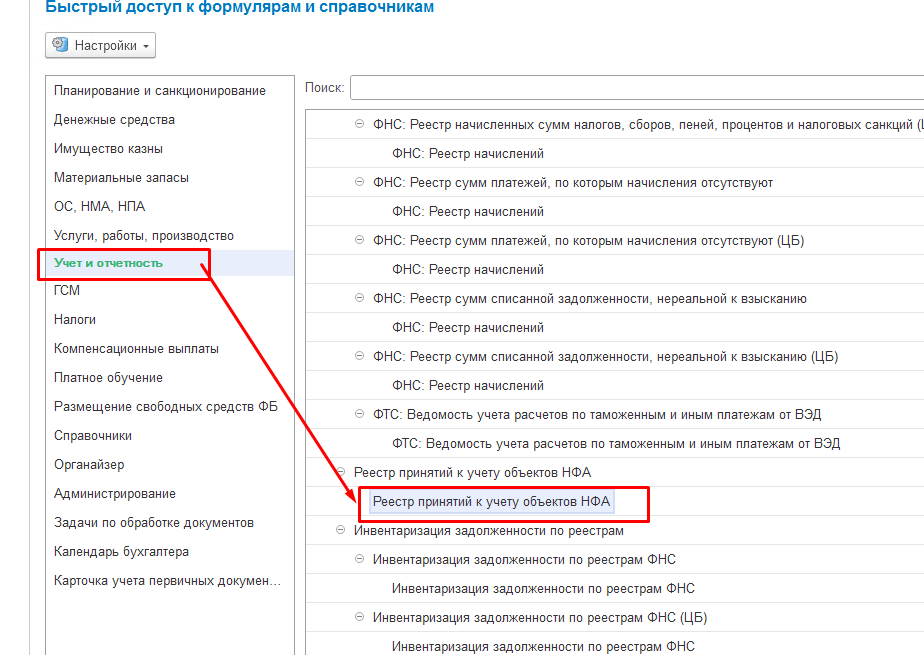 Быстрый доступ к формулярам и справочникам
Настройки
Планирование и санкционирование
Денежные средства
Имущество казны
Материальные запасы
ОС, НМА, НПА
Услуги, работы, производство
Учет и отчетность
ГСМ
Налоги
Компенсационные выплаты
Платное обучение
Размещение свободных средств ФБ
Справочники
Органайзер
Администрирование
Задачи по обработке документов
Календарь бухгалтера
Карточка учета первичных докумен...
Поиск:
ФНС: Реестр начисленных сумм налогов, сборов, пеней, процентов и налоговых санкций (
ФНС: Реестр начислений
ФНС: Реестр сумм платежей, по которым начисления отсутствуют
ФНС: Реестр начислений
ФНС: Реестр сумм платежей, по которым начисления отсутствуют (ЦБ)
ФНС: Реестр начислений
ФНС: Реестр сумм списанной задолженности, нереальной к взысканию
ФНС: Реестр начислений
ФНС: Реестр сумм списанной задолженности, нереальной к взысканию (ЦБ)
ФНС: Реестр начислений
ФТС: Ведомость учета расчетов по таможенным и иным платежам от ВЭД
ФТС: Ведомость учета расчетов по таможенным и иным платежам от ВЭД
Реестр принятий к учету объектов НФА
Реестр принятий к учету объектов НФА
Инвентаризация задолженности по реестрам
Инвентаризация задолженности по реестрам ФНС
Инвентаризация задолженности по реестрам ФНС
Инвентаризация задолженности по реестрам ФНС (ЦБ)
Инвентаризация задолженности по реестрам ФНС